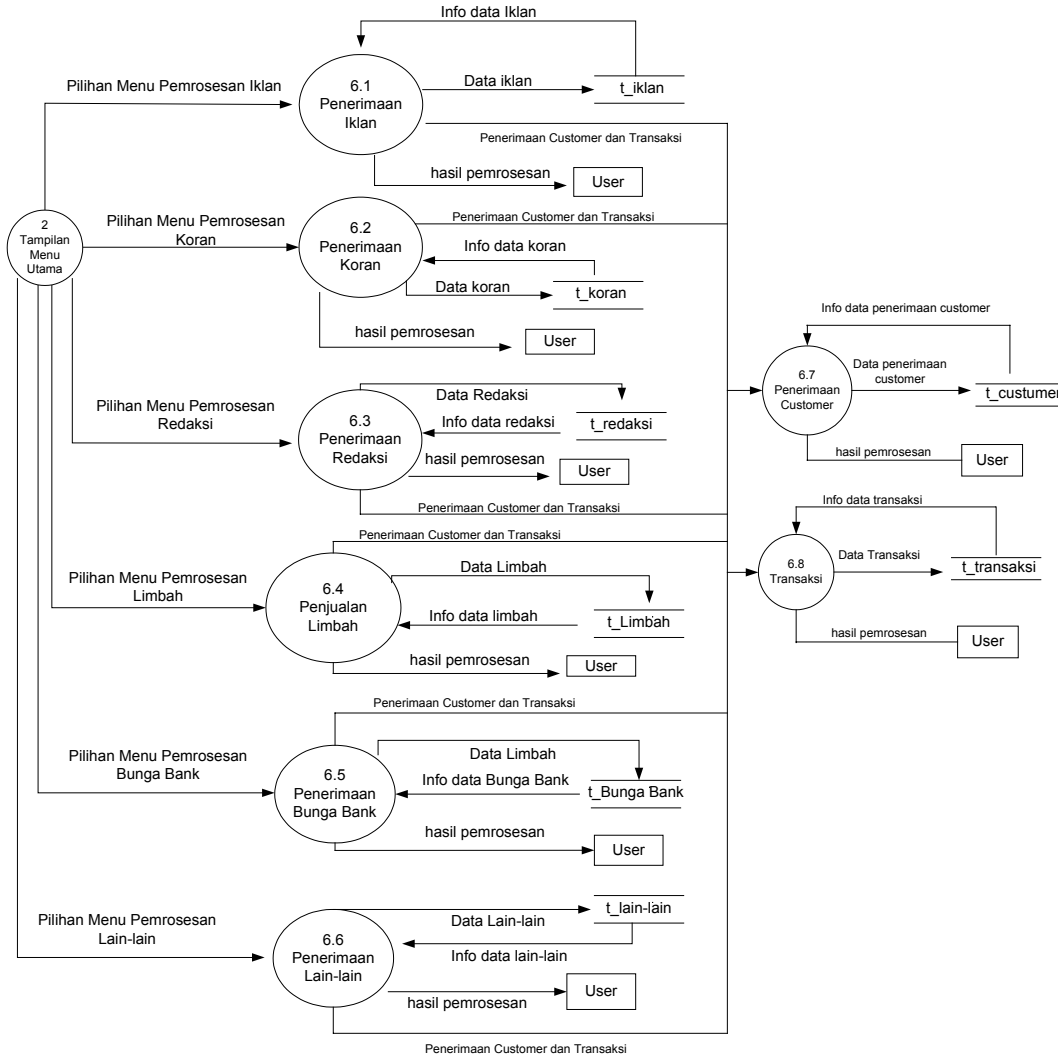 Info data Iklan
Pilihan Menu Pemrosesan Iklan
6.1
Penerimaan
Iklan
Data iklan
t_iklan
Penerimaan Customer dan Transaksi
hasil pemrosesan
User
2
Tampilan
Menu
Utama
Pilihan Menu Pemrosesan
Koran
6.2
Penerimaan
Koran
Penerimaan Customer dan Transaksi
Info data koran
Data koran
t_koran
hasil pemrosesan
User
Pilihan Menu Pemrosesan
Redaksi
6.3
Penerimaan
Redaksi
Data Redaksi
Info data redaksi
t_redaksi
hasil pemrosesan
User
Penerimaan Customer dan Transaksi
Info data penerimaan customer
6.7
Penerimaan
Customer
Data penerimaan
customer
t_custumer
hasil pemrosesan
User
Info data transaksi
6.8
Transaksi
Data Transaksi
t_transaksi
hasil pemrosesan
User
Penerimaan Customer dan Transaksi
Pilihan Menu Pemrosesan
Limbah
6.4
Penjualan
Limbah
Data Limbah
Info data limbah
t_Limbah
hasil pemrosesan
User
Penerimaan Customer dan Transaksi
Pilihan Menu Pemrosesan
Bunga Bank
6.5
Penerimaan
Bunga Bank
Data Limbah
Info data Bunga Bank
t_Bunga Bank
hasil pemrosesan
User
Pilihan Menu Pemrosesan
Lain-lain
6.6
Penerimaan
Lain-lain
Data Lain-lain
t_lain-lain
Info data lain-lain
hasil pemrosesan
User
Penerimaan Customer dan Transaksi